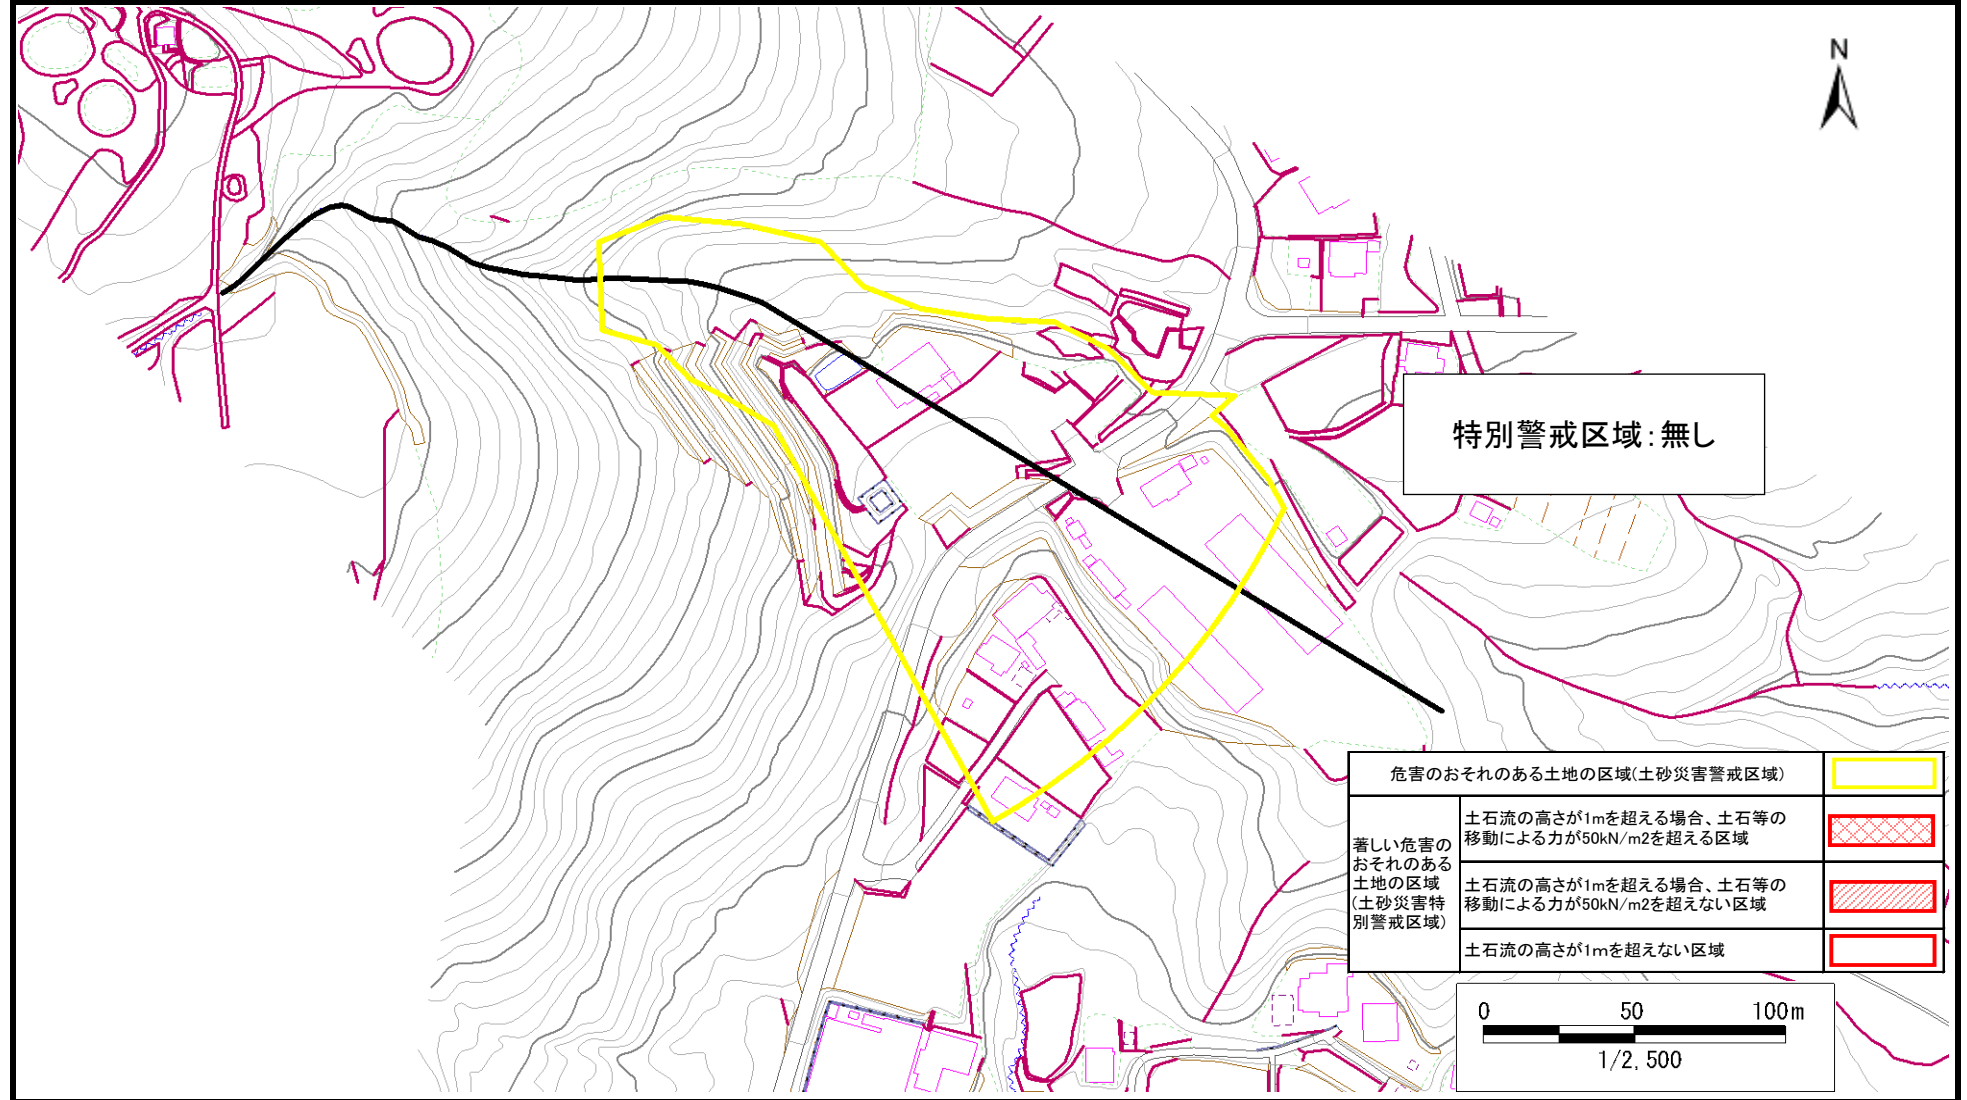 N
特別警戒区域：無し
危害のおそれのある土地の区域(土砂災害警戒区域)
著しい危害の
おそれのある
土地の区域
(土砂災害特
別警戒区域)
土石流の高さが1mを超える場合、土石等の
移動による力が50kN/m2を超える区域
土石流の高さが1mを超える場合、土石等の
移動による力が50kN/m2を超えない区域
土石流の高さが1mを超えない区域
0 50 100m
1/2,500